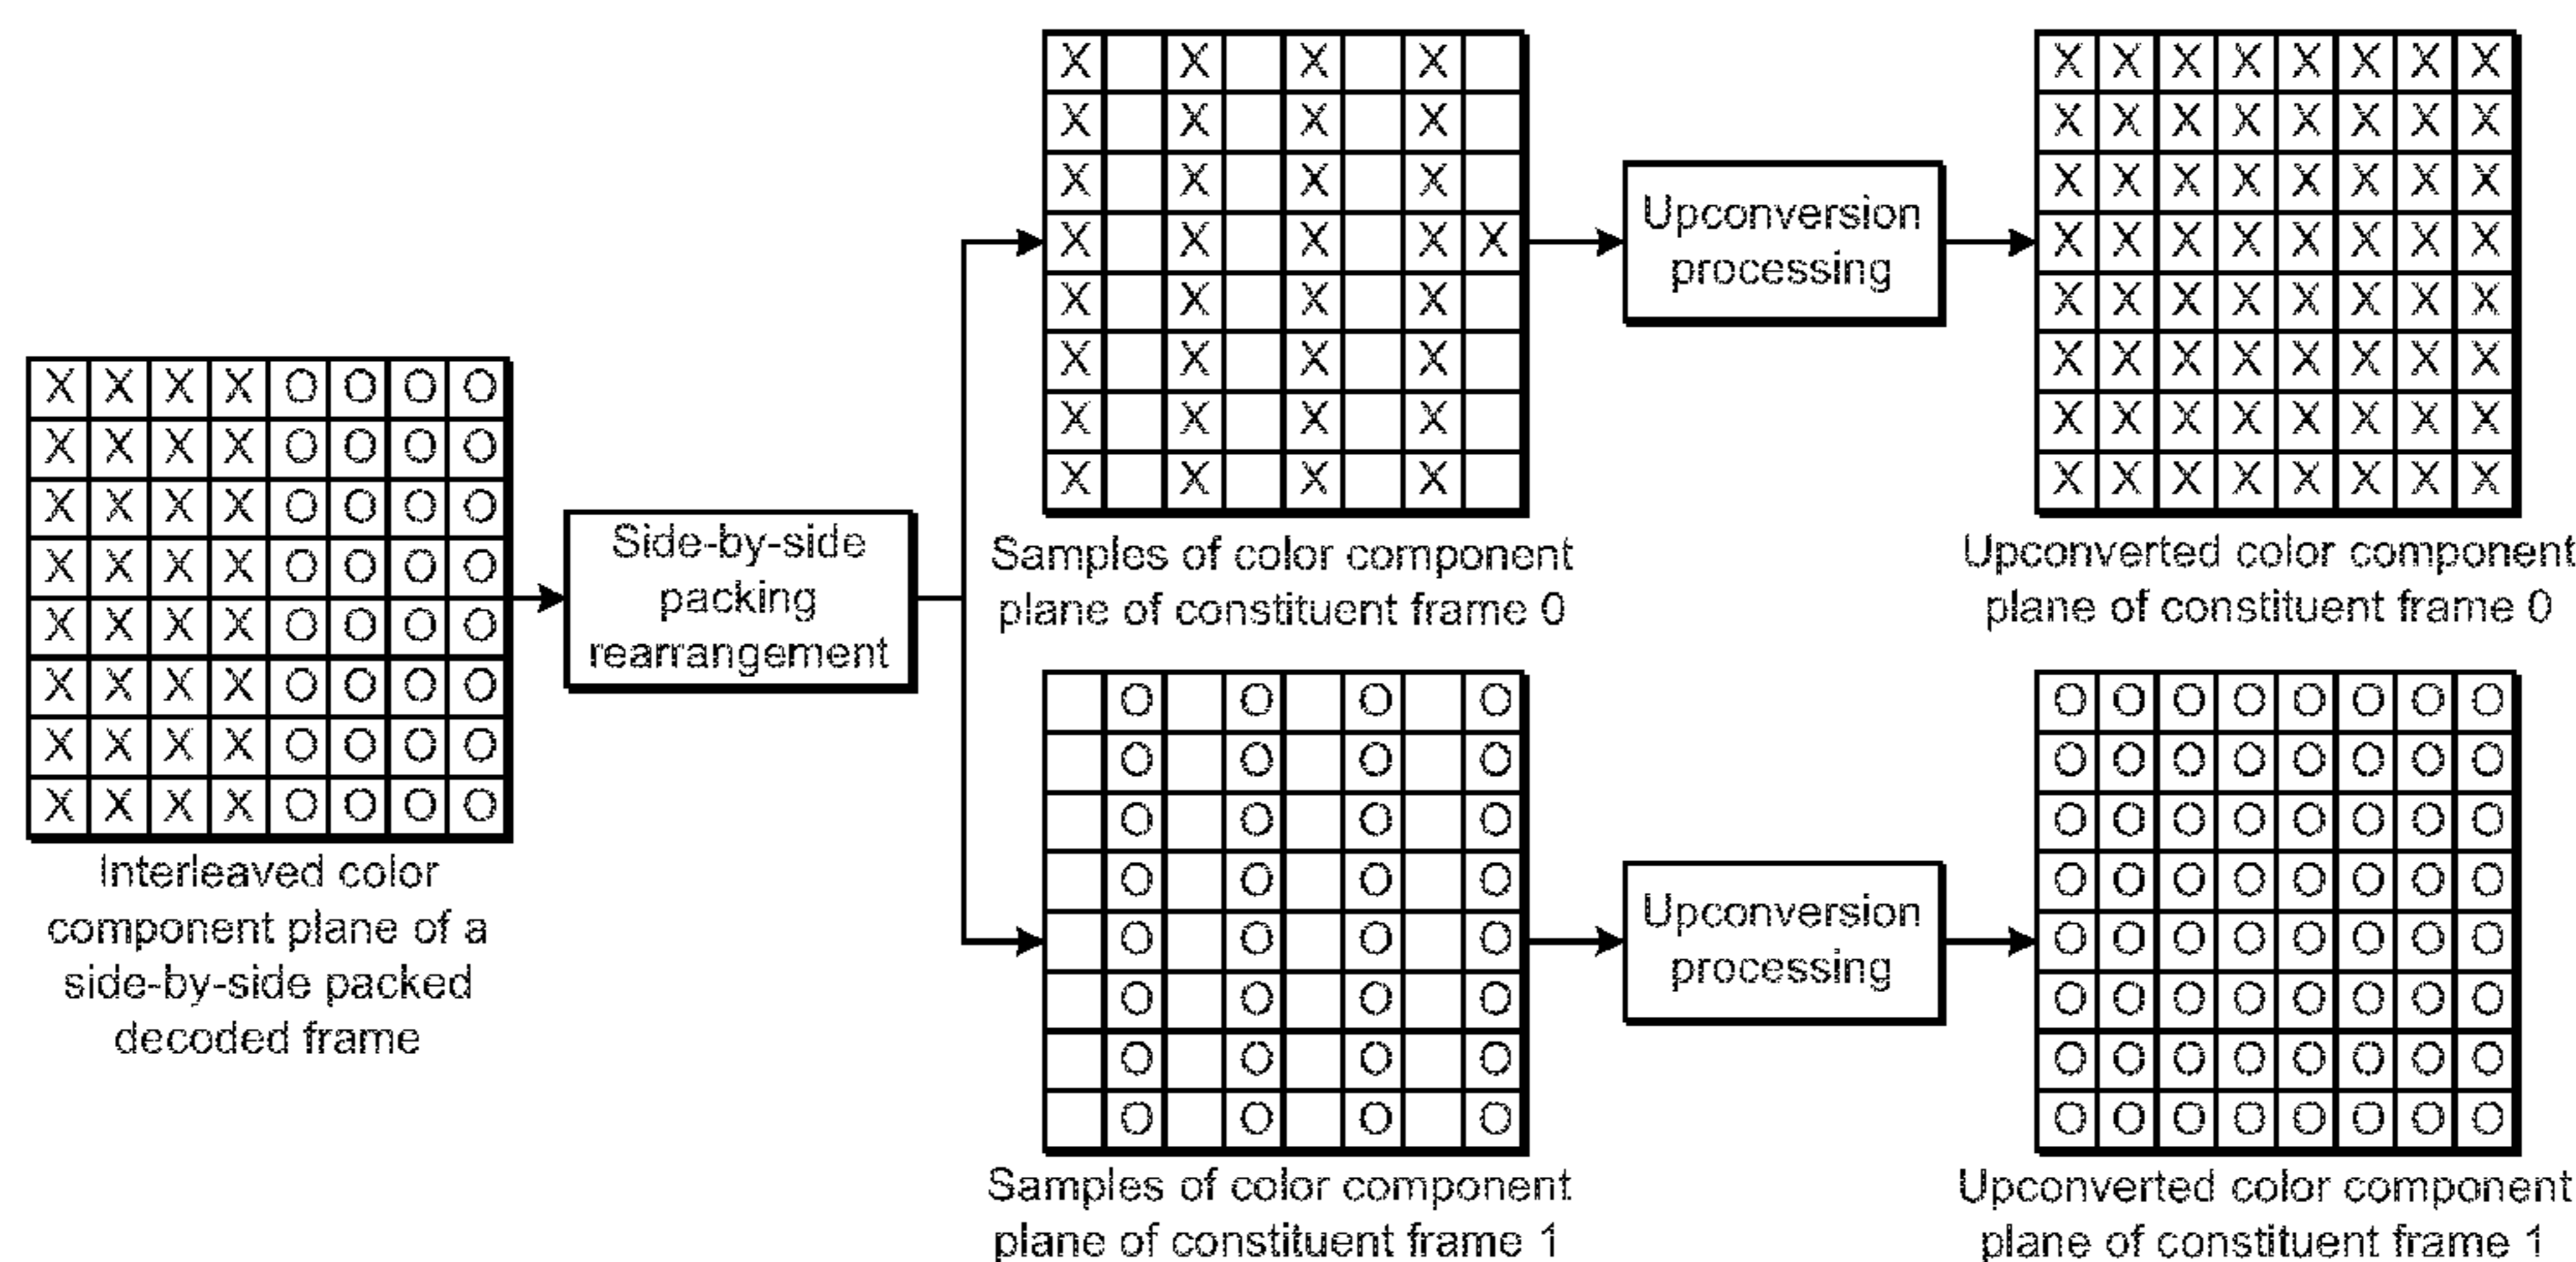 X X X X O O O O
X X X X O O O O
X X X X O O O O
X X X X O O O O
X X X X O O O O
X X X X O O O O
X X X X O O O O
X X X X O O O O
Interleaved color
component plane of a
side-by-side packed
decoded frame
Side-by-side
packing
rearrangement
X X X X
X X X X
X X X X
X X X X X
X X X X
X X X X
X X X X
X X X X
Samples of color component
plane of constituent frame 0
Upconversion
processing
X X X X X X X X
X X X X X X X X
X X X X X X X X
X X X X X X X X
X X X X X X X X
X X X X X X X X
X X X X X X X X
X X X X X X X X
Upconverted color component
plane of constituent frame 0
O O O O
O O O O
O O O O
O O O O
O O O O
O O O O
O O O O
O O O O
Samples of color component
plane of constituent frame 1
Upconversion
processing
O O O O O O O O
O O O O O O O O
O O O O O O O O
O O O O O O O O
O O O O O O O O
O O O O O O O O
O O O O O O O O
O O O O O O O O
Upconverted color component
plane of constituent frame 1